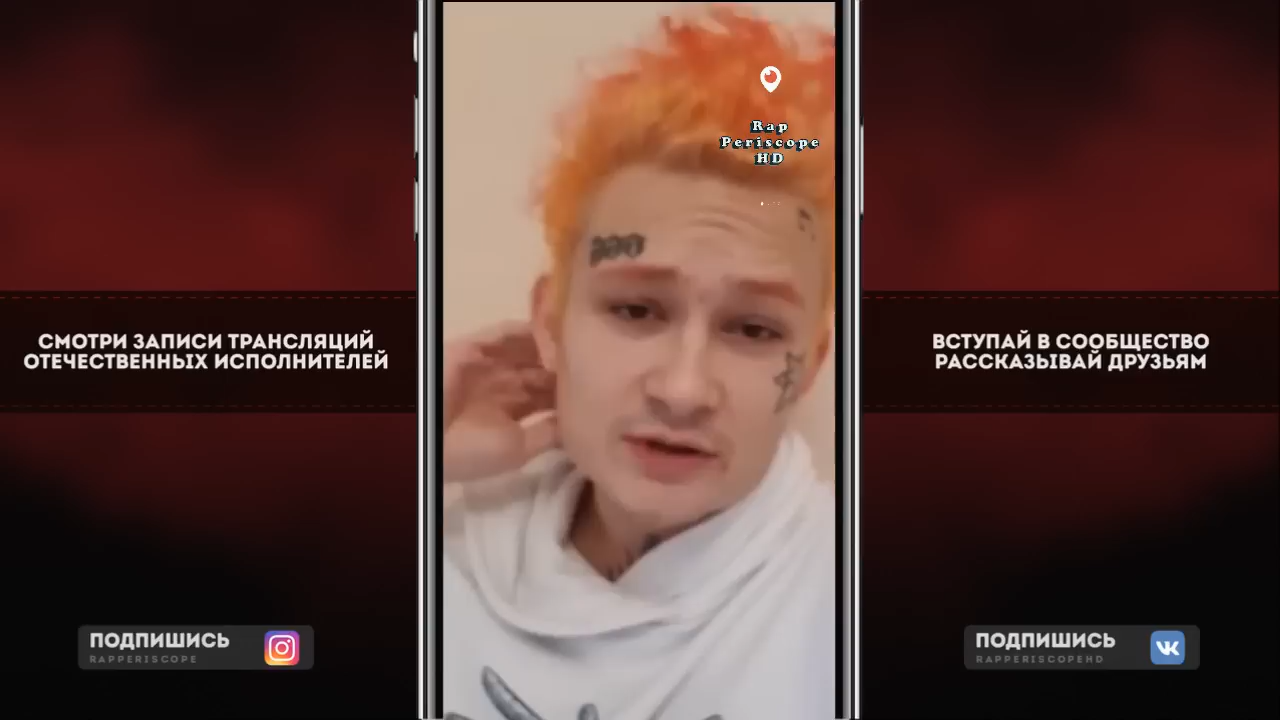 Rap
Periscope
HD
СМОТРИ ЗАПИСИ ТРАНСЛЯЦИЙ
ОТЕЧЕСТВЕННЫХ ИСПОЛНИТЕЛЕЙ
ВСТУПАЙ В СООБЩЕСТВО
РАССКАЗЫВАЙ ДРУЗЬЯМ
ПОДПИШИСЬ
RAPPERISCOPE
ПОДПИШИСЬ
RAPPERISCOPEHD